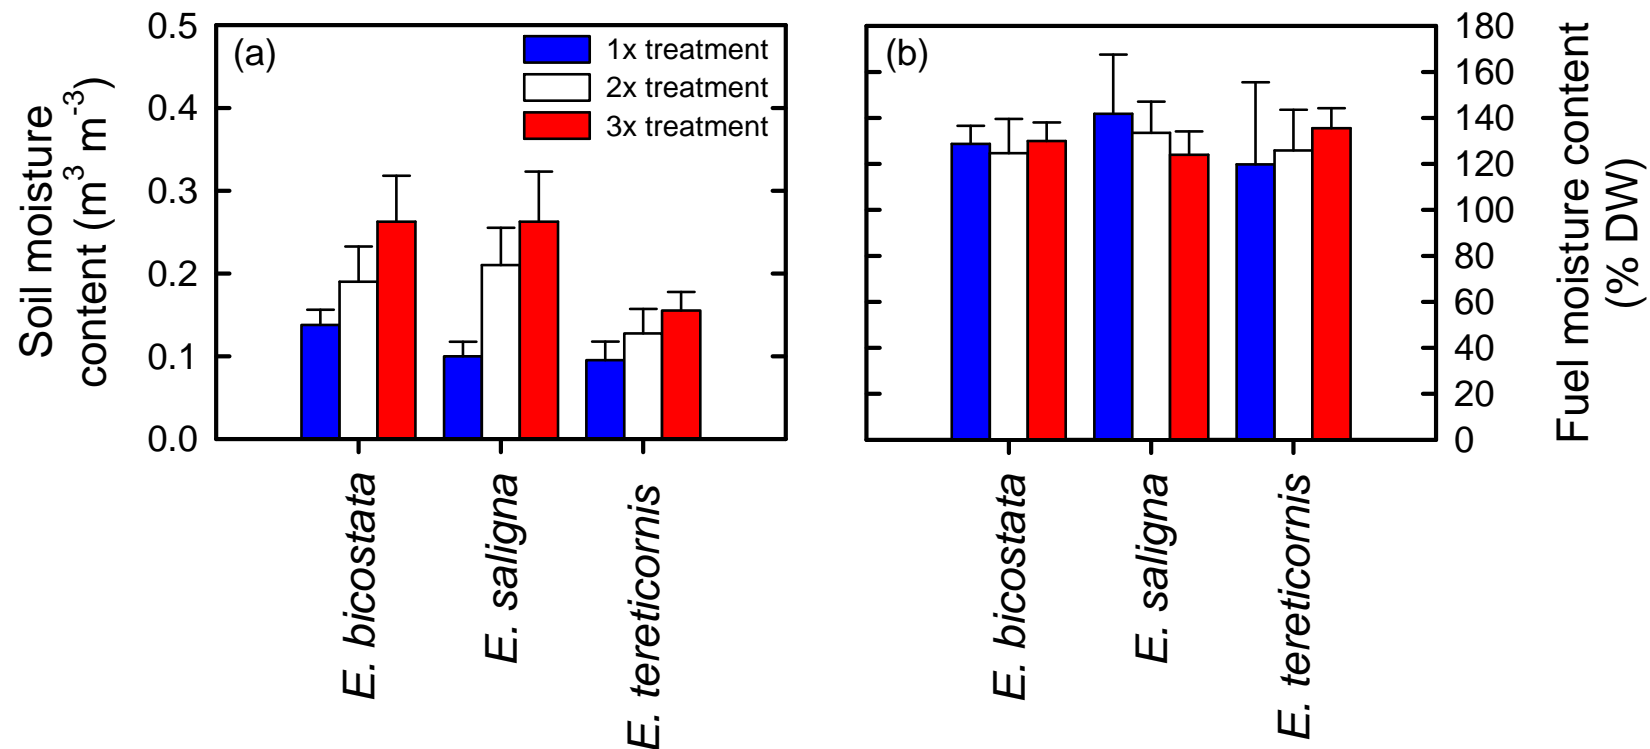 Soil moisture
content (m³ m⁻³)
0.5
0.4
0.3
0.2
0.1
0.0
(a)
1x treatment
2x treatment
3x treatment
E. bicostata
E. saligna
E. tereticornis
(b)
180
160
140
120
100
80
60
40
20
0
Fuel moisture content
(% DW)
E. bicostata
E. saligna
E. tereticornis